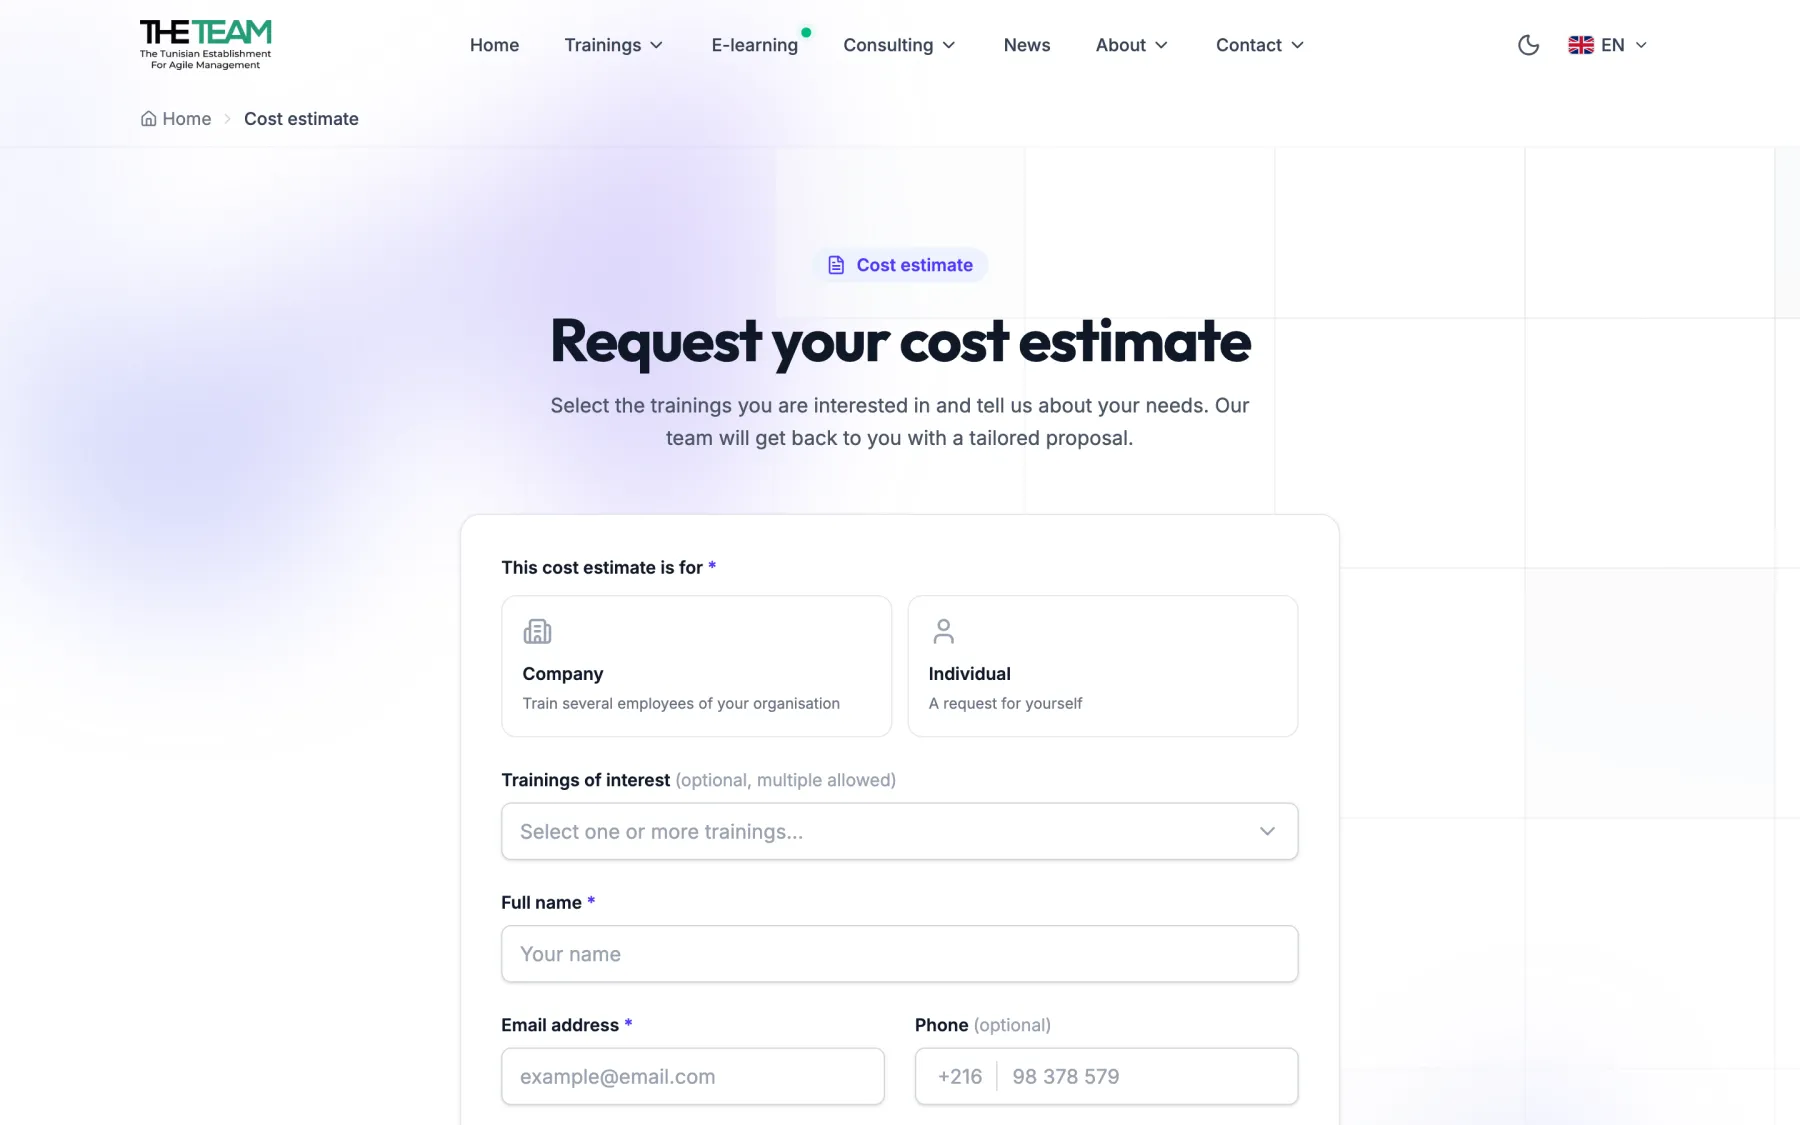 THE TEAM
The Tunisian Establishment
For Agile Management
Home
Trainings
E-learning
Consulting
News
About
Contact
EN
Home
Cost estimate
Cost estimate
Request your cost estimate
Select the trainings you are interested in and tell us about your needs. Our
team will get back to you with a tailored proposal.
This cost estimate is for *
Company
Train several employees of your organisation
Individual
A request for yourself
Trainings of interest (optional, multiple allowed)
Select one or more trainings...
Full name *
Your name
Email address *
example@email.com
Phone (optional)
+216 98 378 579